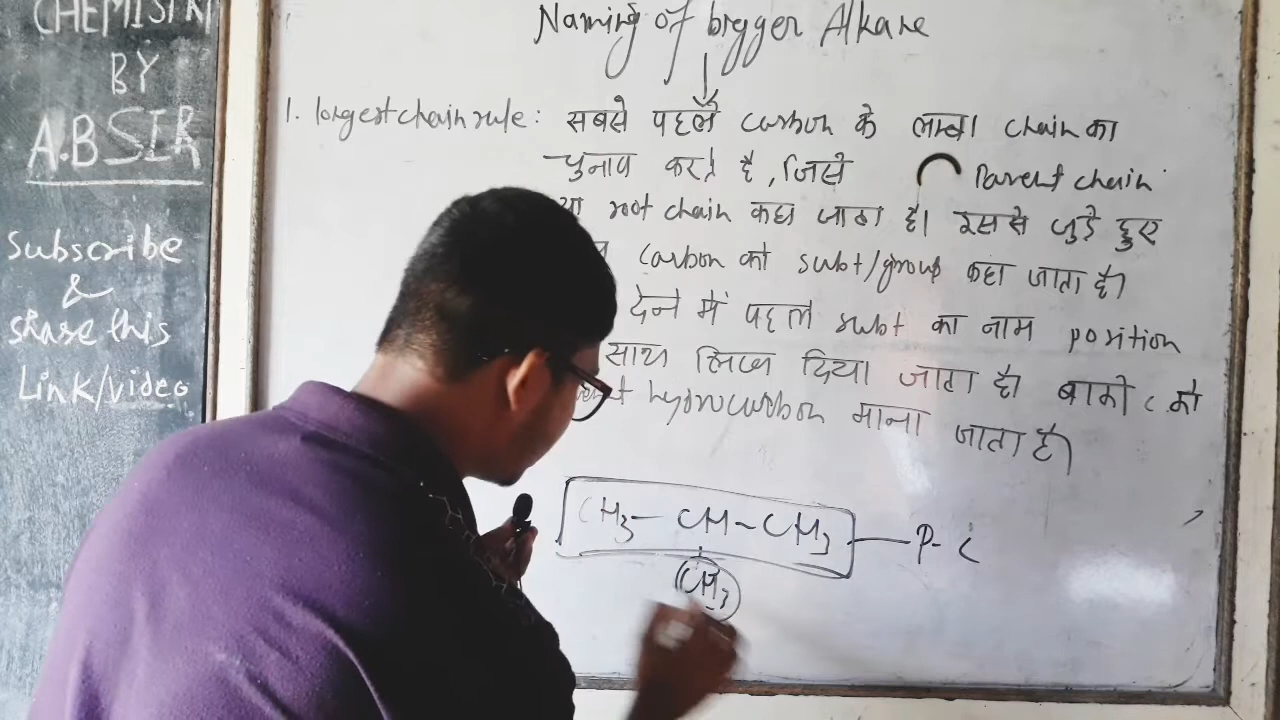 CHEMISTR
BY
A.B SIR
Subscribe
&
share this
Link/video
Naming of bigger Alkane
1. longest chain rule: सबसे पहले carbon के लम्बा chain का
चुनाव करते है, जिसे Parent chain
या root chain कहा जाता है। इससे जुड़े हुए
carbon को subt/group कहा जाता है।
देने में पहले subt का नाम position
साथ लिख दिया जाता है। बाकी C को
hydrocarbon माना जाता है।
CH3 — CH - CH3 — P - C
CH3